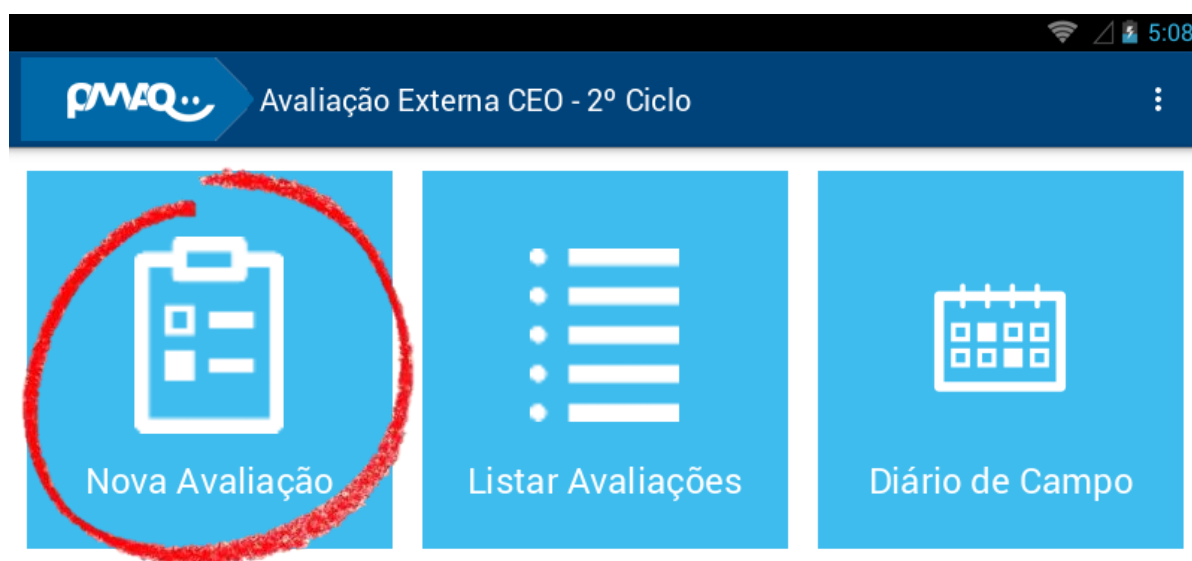 5:08
PMAQ
Avaliação Externa CEO - 2º Ciclo
Nova Avaliação
Listar Avaliações
Diário de Campo